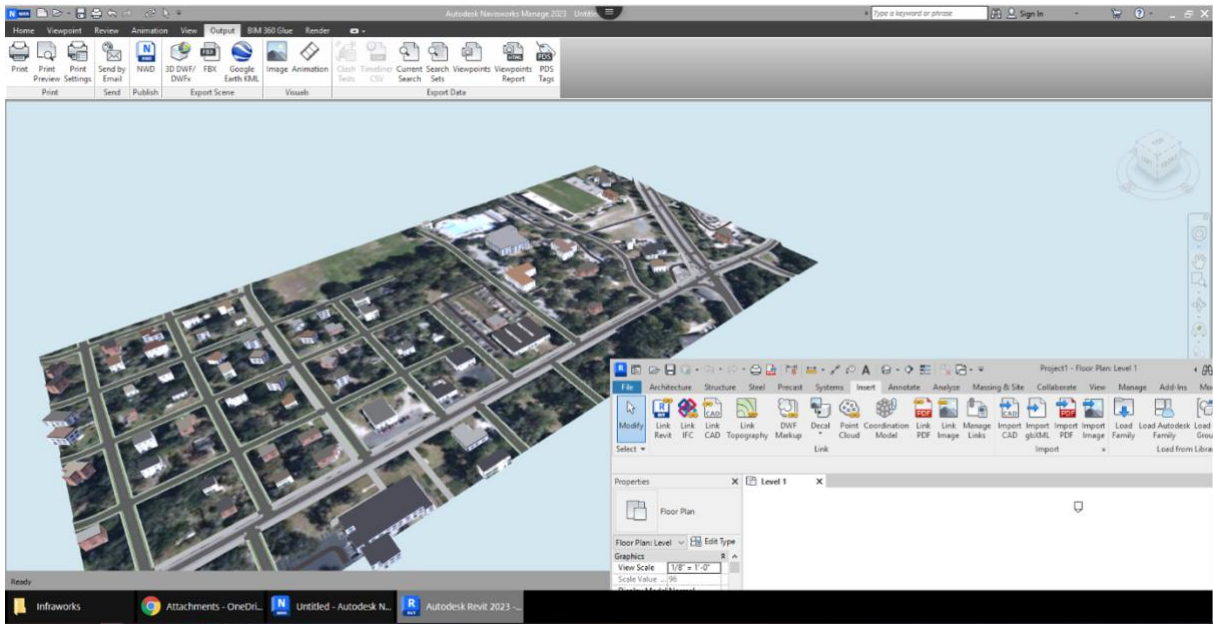 Autodesk Navisworks Manage 2023 Untitle
Type a keyword or phrase
Sign In
Home Viewpoint Review Animation View Output BIM 360 Glue Render
Print Print Preview Print Settings Send by Email NWD 3D DWF/ DWFx FBX Google Earth KML Image Animation Clash Tests Timeliner CSV Current Search Search Sets Viewpoints Viewpoints Report PDS Tags
Print Send Publish Export Scene Visuals Export Data
Project1 - Floor Plan: Level 1
File Architecture Structure Steel Precast Systems Insert Annotate Analyze Massing & Site Collaborate View Manage Add-Ins
Modify Link Revit Link IFC Link CAD Link Topography DWF Markup Decal Point Cloud Coordination Model Link PDF Link Image Manage Links Import CAD Import gbXML Import PDF Import Image Load Family Load Autodesk Family Load
Select Link Import Load from Librar
Properties X Level 1 X
Floor Plan
Floor Plan: Level Edit Type
Graphics
View Scale 1/8" = 1'-0"
Scale Value ... 96
Ready
Infraworks Attachments - OneDri... Untitled - Autodesk N... Autodesk Revit 2023 -...